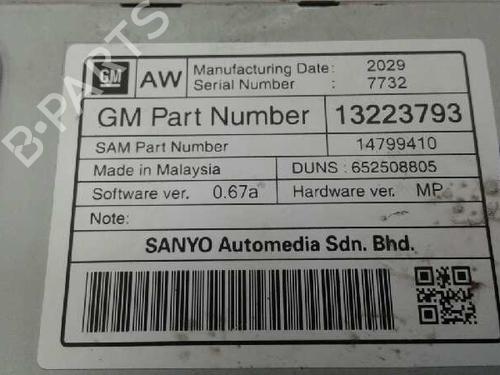 GM AW Manufacturing Date: 2029
Serial Number : 7732
GM Part Number 13223793
SAM Part Number 14799410
Made in Malaysia DUNS : 652508805
Software ver. 0.67a Hardware ver. MP
Note:
SANYO Automedia Sdn. Bhd.
B-PARTS